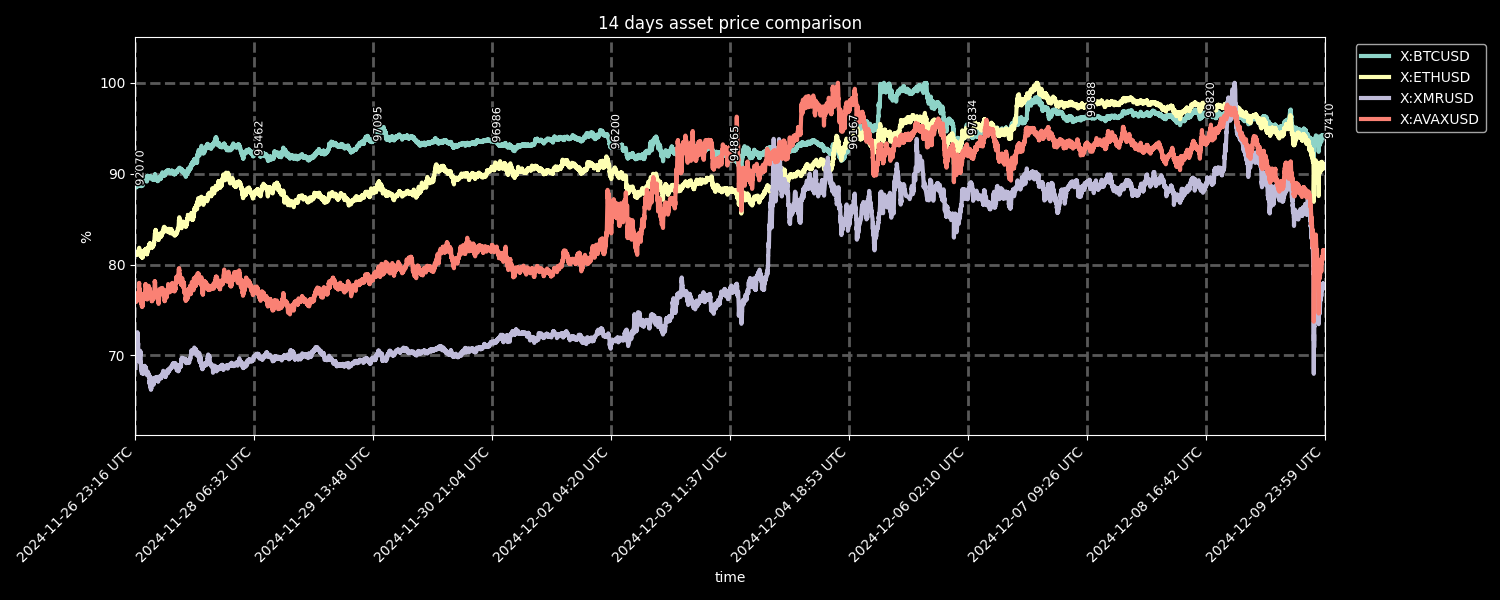 14 days asset price comparison
X:BTCUSD
X:ETHUSD
X:XMRUSD
X:AVAXUSD
%
100
90
80
70
92070
95462
97095
96986
96200
94865
96167
97834
99888
99820
97410
2024-11-26 23:16 UTC
2024-11-28 06:32 UTC
2024-11-29 13:48 UTC
2024-11-30 21:04 UTC
2024-12-02 04:20 UTC
2024-12-03 11:37 UTC
2024-12-04 18:53 UTC
2024-12-06 02:10 UTC
2024-12-07 09:26 UTC
2024-12-08 16:42 UTC
2024-12-09 23:59 UTC
time